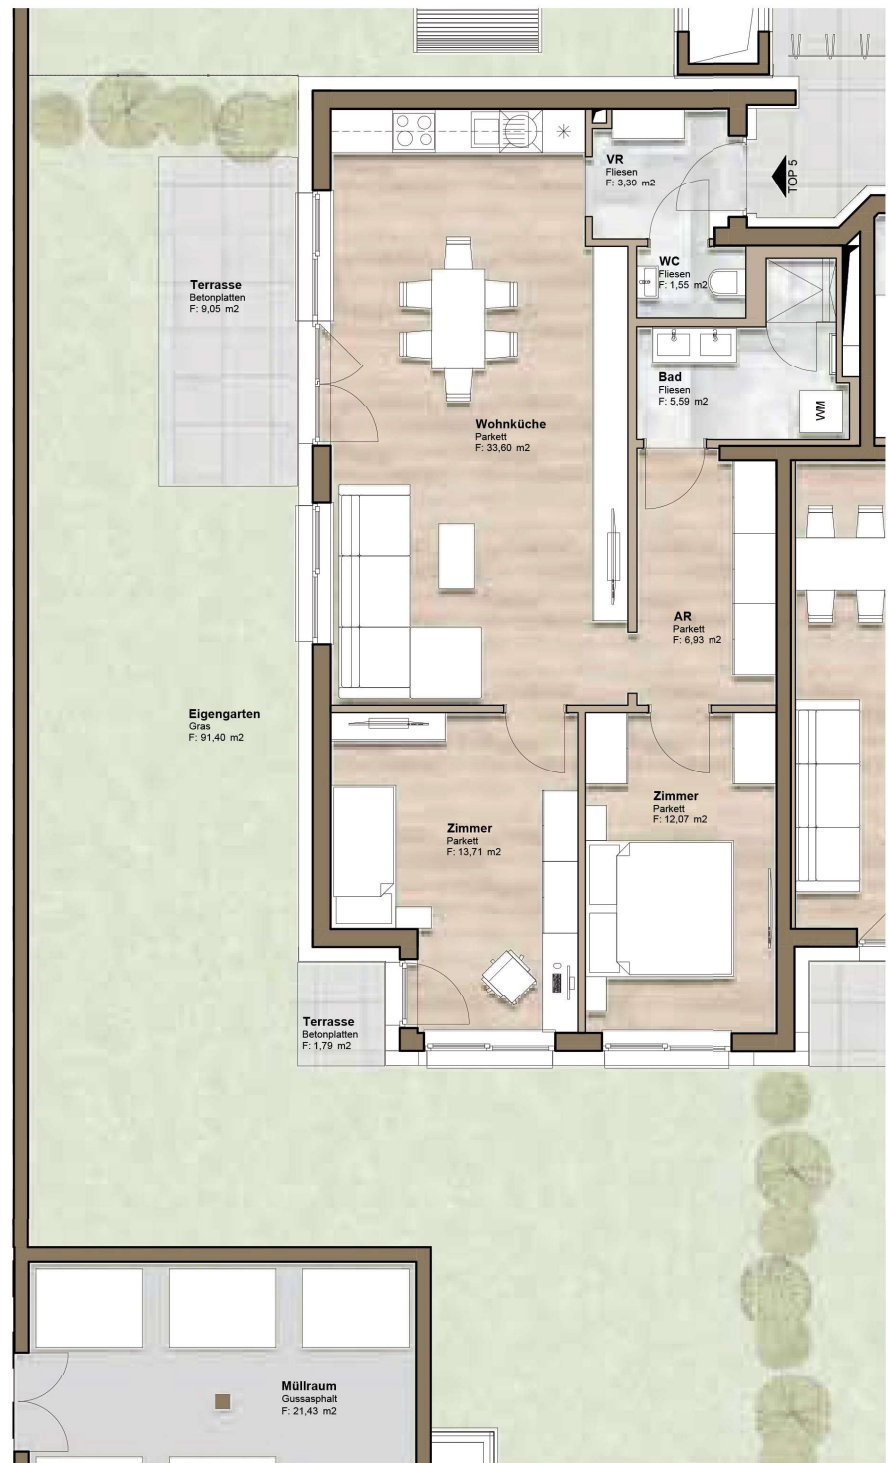 VR
Fliesen
F: 3,30 m2
TOP 5
WC
Fliesen
F: 1,55 m2
Terrasse
Betonplatten
F: 9,05 m2
Bad
Fliesen
F: 5,59 m2
WM
Wohnküche
Parkett
F: 33,60 m2
AR
Parkett
F: 6,93 m2
Eigengarten
Gras
F: 91,40 m2
Zimmer
Parkett
F: 13,71 m2
Zimmer
Parkett
F: 12,07 m2
Terrasse
Betonplatten
F: 1,79 m2
Müllraum
Gussasphalt
F: 21,43 m2